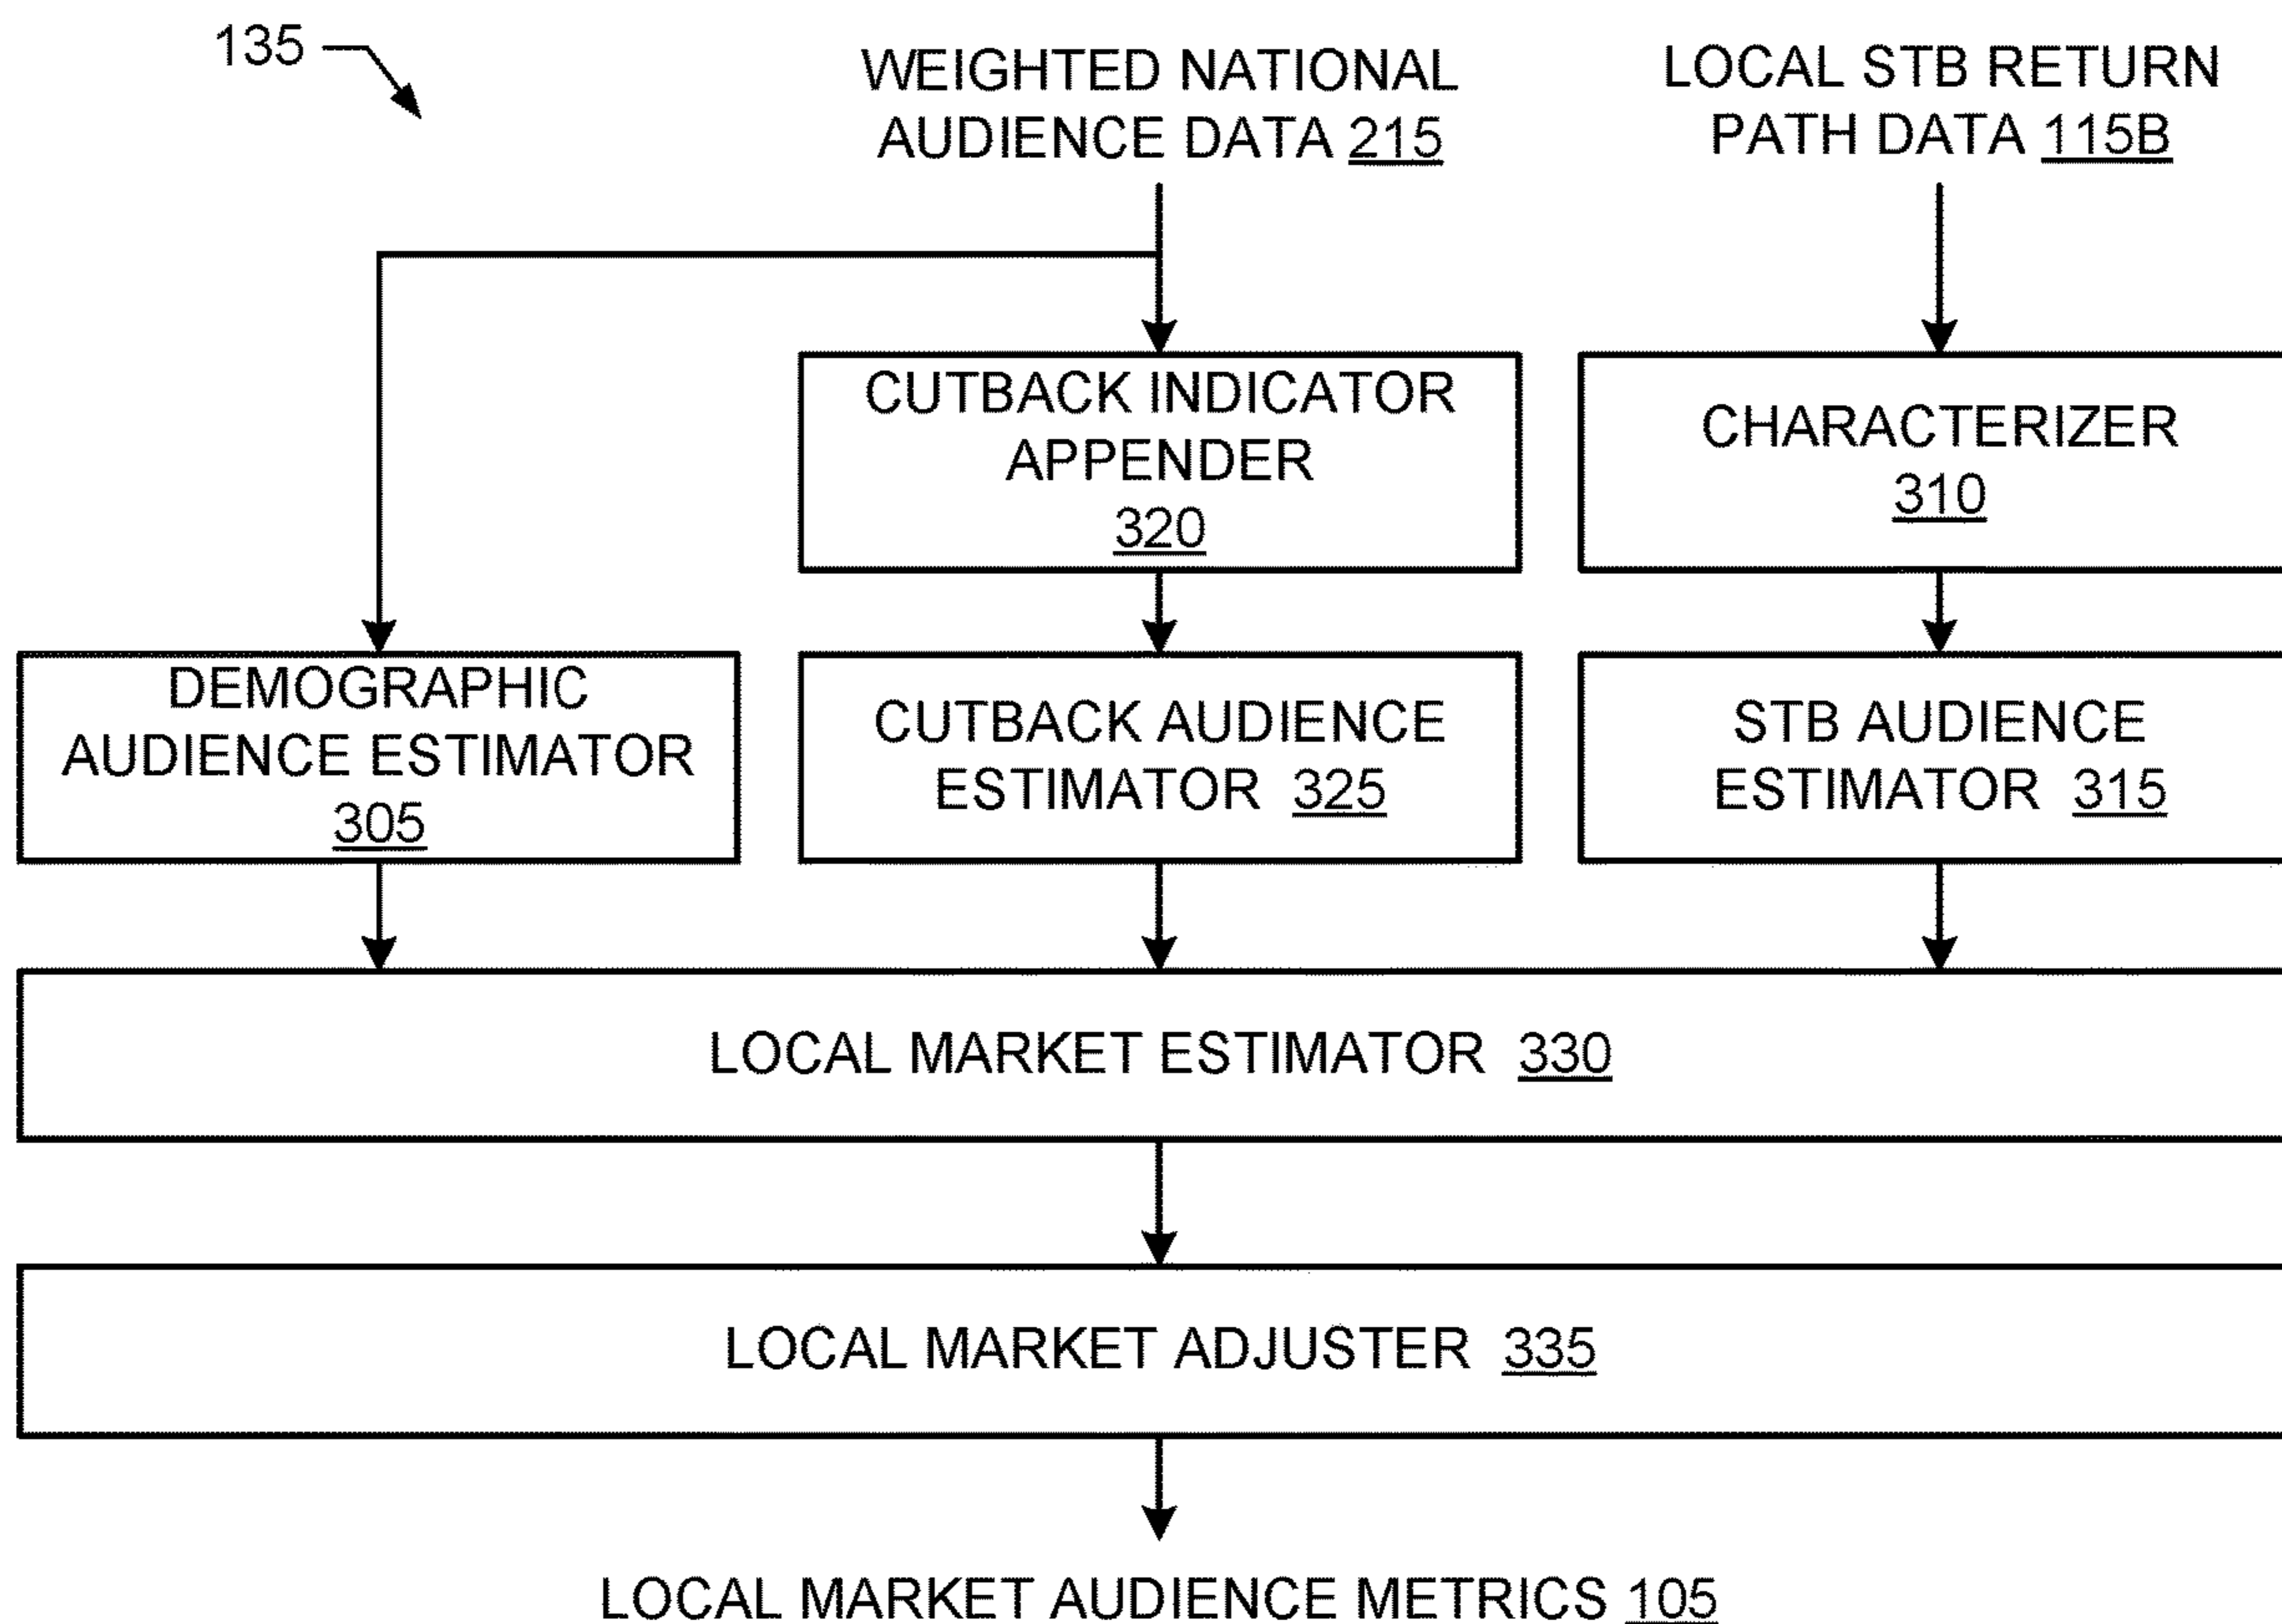 135
WEIGHTED NATIONAL
AUDIENCE DATA 215
LOCAL STB RETURN
PATH DATA 115B
CUTBACK INDICATOR
APPENDER
320
CHARACTERIZER
310
DEMOGRAPHIC
AUDIENCE ESTIMATOR
305
CUTBACK AUDIENCE
ESTIMATOR 325
STB AUDIENCE
ESTIMATOR 315
LOCAL MARKET ESTIMATOR 330
LOCAL MARKET ADJUSTER 335
LOCAL MARKET AUDIENCE METRICS 105